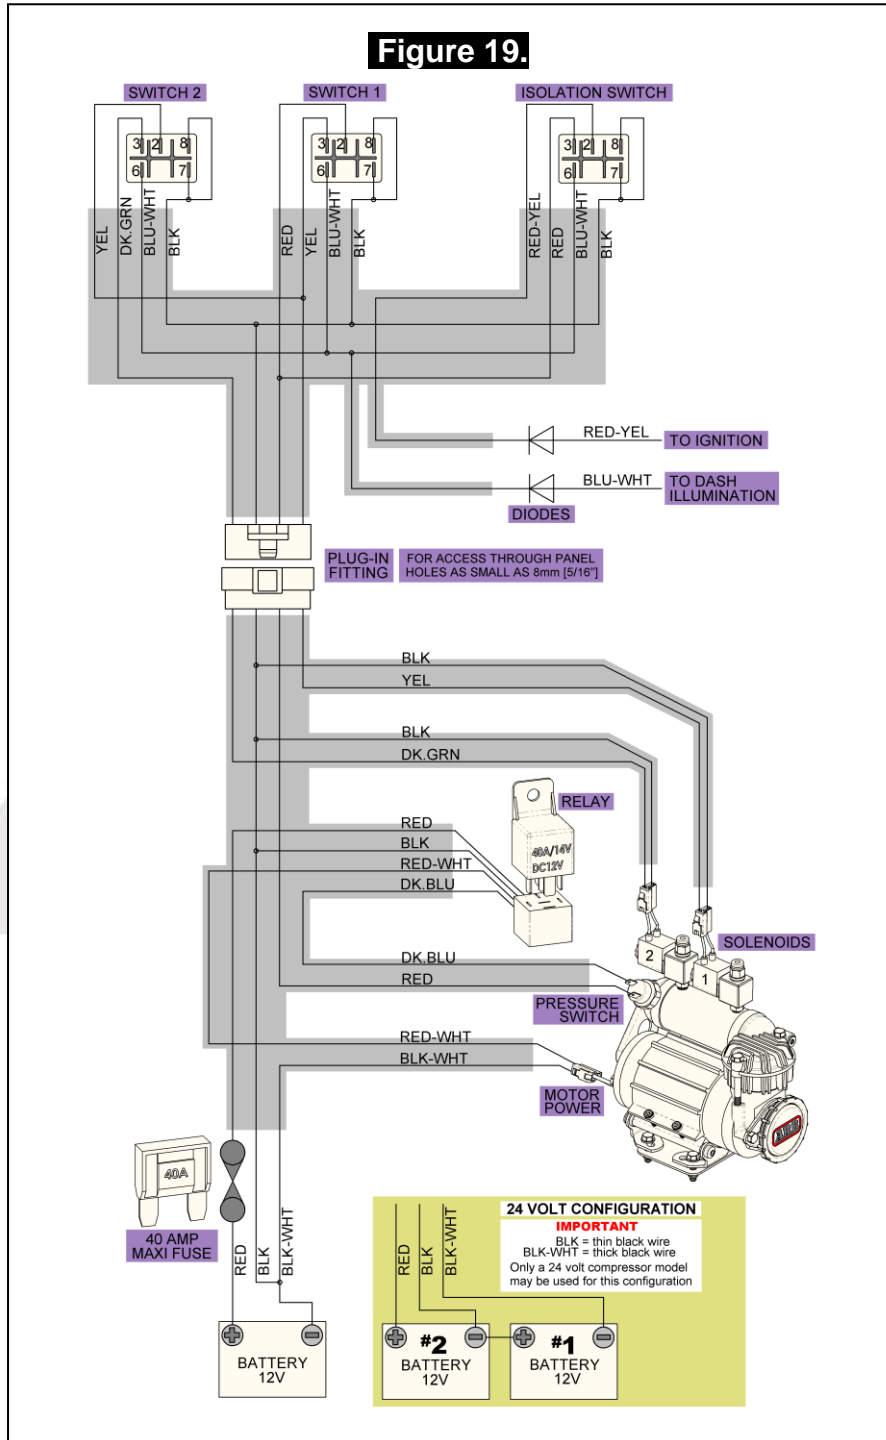 Figure 19.
SWITCH 2
SWITCH 1
ISOLATION SWITCH
3 2 8
6 7
3 2 8
6 7
3 2 8
6 7
YEL
DK.GRN
BLU-WHT
BLK
RED
YEL
BLU-WHT
BLK
RED-YEL
RED
BLU-WHT
BLK
RED-YEL
TO IGNITION
BLU-WHT
TO DASH
ILLUMINATION
DIODES
PLUG-IN
FITTING
FOR ACCESS THROUGH PANEL
HOLES AS SMALL AS 8mm [5/16"]
BLK
YEL
BLK
DK.GRN
RELAY
40A/14V
DC12V
RED
BLK
RED-WHT
DK.BLU
SOLENOIDS
2
1
DK.BLU
RED
PRESSURE
SWITCH
RED-WHT
BLK-WHT
MOTOR
POWER
40A
40 AMP
MAXI FUSE
RED
BLK
BLK-WHT
BATTERY
12V
24 VOLT CONFIGURATION
IMPORTANT
BLK = thin black wire
BLK-WHT = thick black wire
Only a 24 volt compressor model
may be used for this configuration
RED
BLK
BLK-WHT
#2
BATTERY
12V
#1
BATTERY
12V